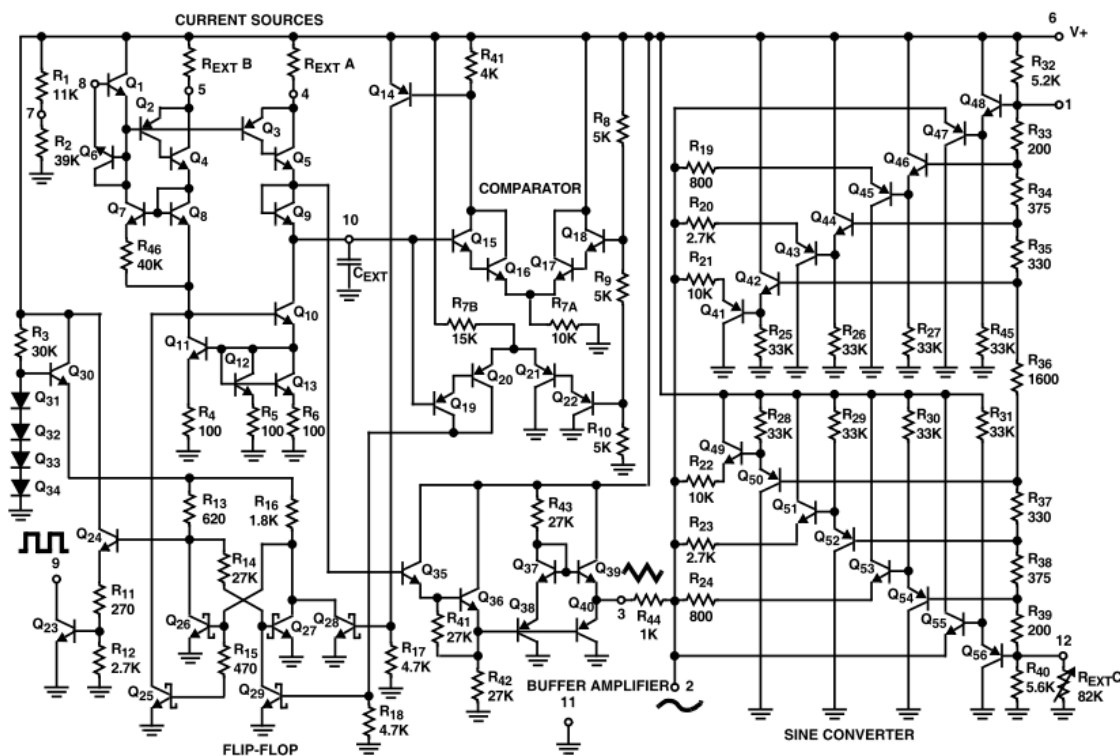 CURRENT SOURCES
6
V+
REXT B
5
REXT A
4
R1
11K
8
Q1
7
R2
39K
Q6
Q2
Q3
Q4
Q5
Q7
Q8
Q9
R46
40K
10
CEXT
Q14
R41
4K
COMPARATOR
R8
5K
Q15
Q16
Q17
Q18
R9
5K
R7B
15K
R7A
10K
Q19
Q20
Q21
Q22
R10
5K
R3
30K
Q30
Q31
Q32
Q33
Q34
Q10
Q11
Q12
Q13
R4
100
R5
100
R6
100
R19
800
R20
2.7K
R21
10K
Q41
Q42
Q43
Q44
Q45
Q46
Q47
Q48
R25
33K
R26
33K
R27
33K
R45
33K
R32
5.2K
1
R33
200
R34
375
R35
330
R36
1600
R28
33K
R29
33K
R30
33K
R31
33K
Q49
Q50
R22
10K
Q51
Q52
R23
2.7K
Q53
Q54
R24
800
Q55
Q56
R37
330
R38
375
R39
200
12
R40
5.6K
REXTC
82K
R13
620
R16
1.8K
Q24
9
R14
27K
R11
270
Q23
R12
2.7K
Q26
R15
470
Q27
Q28
Q25
Q29
R17
4.7K
R18
4.7K
Q35
Q36
R41
27K
R42
27K
R43
27K
Q37
Q38
Q39
Q40
3
R44
1K
BUFFER AMPLIFIER
2
11
FLIP-FLOP
SINE CONVERTER